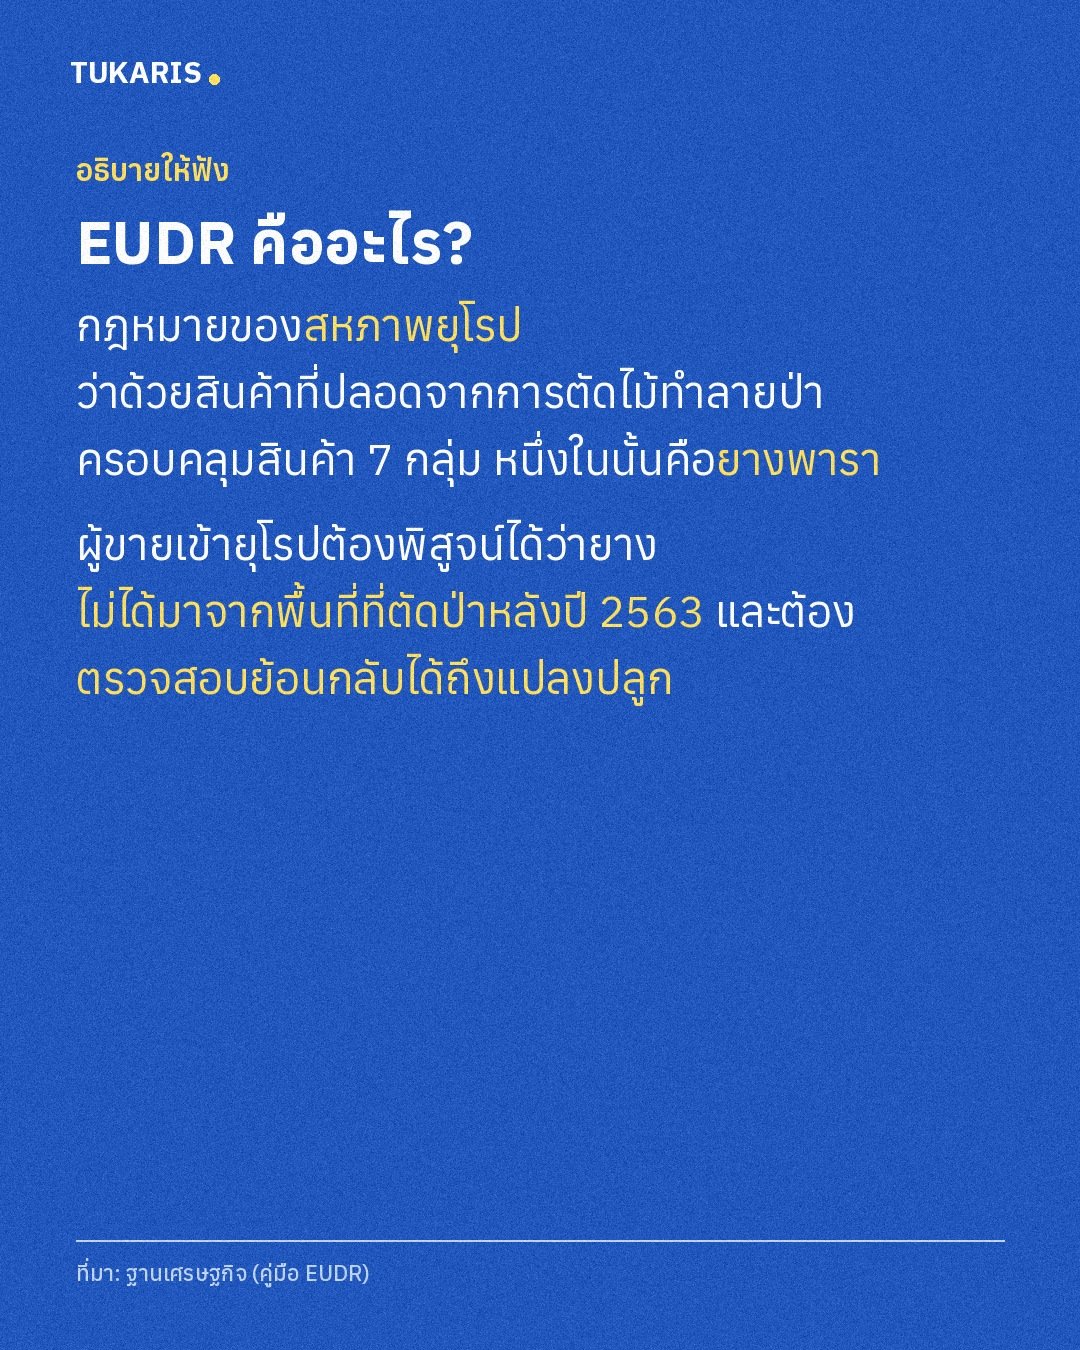 TUKARIS
อธิบายให้ฟัง
EUDR คืออะไร?
กฎหมายของสหภาพยุโรป
ว่าด้วยสินค้าที่ปลอดจากการตัดไม้ทำลายป่า
ครอบคลุมสินค้า 7 กลุ่ม หนึ่งในนั้นคือยางพารา
ผู้ขายเข้ายุโรปต้องพิสูจน์ได้ว่ายาง
ไม่ได้มาจากพื้นที่ที่ตัดป่าหลังปี 2563 และต้อง
ตรวจสอบย้อนกลับได้ถึงแปลงปลูก
ที่มา: ฐานเศรษฐกิจ (คู่มือ EUDR)